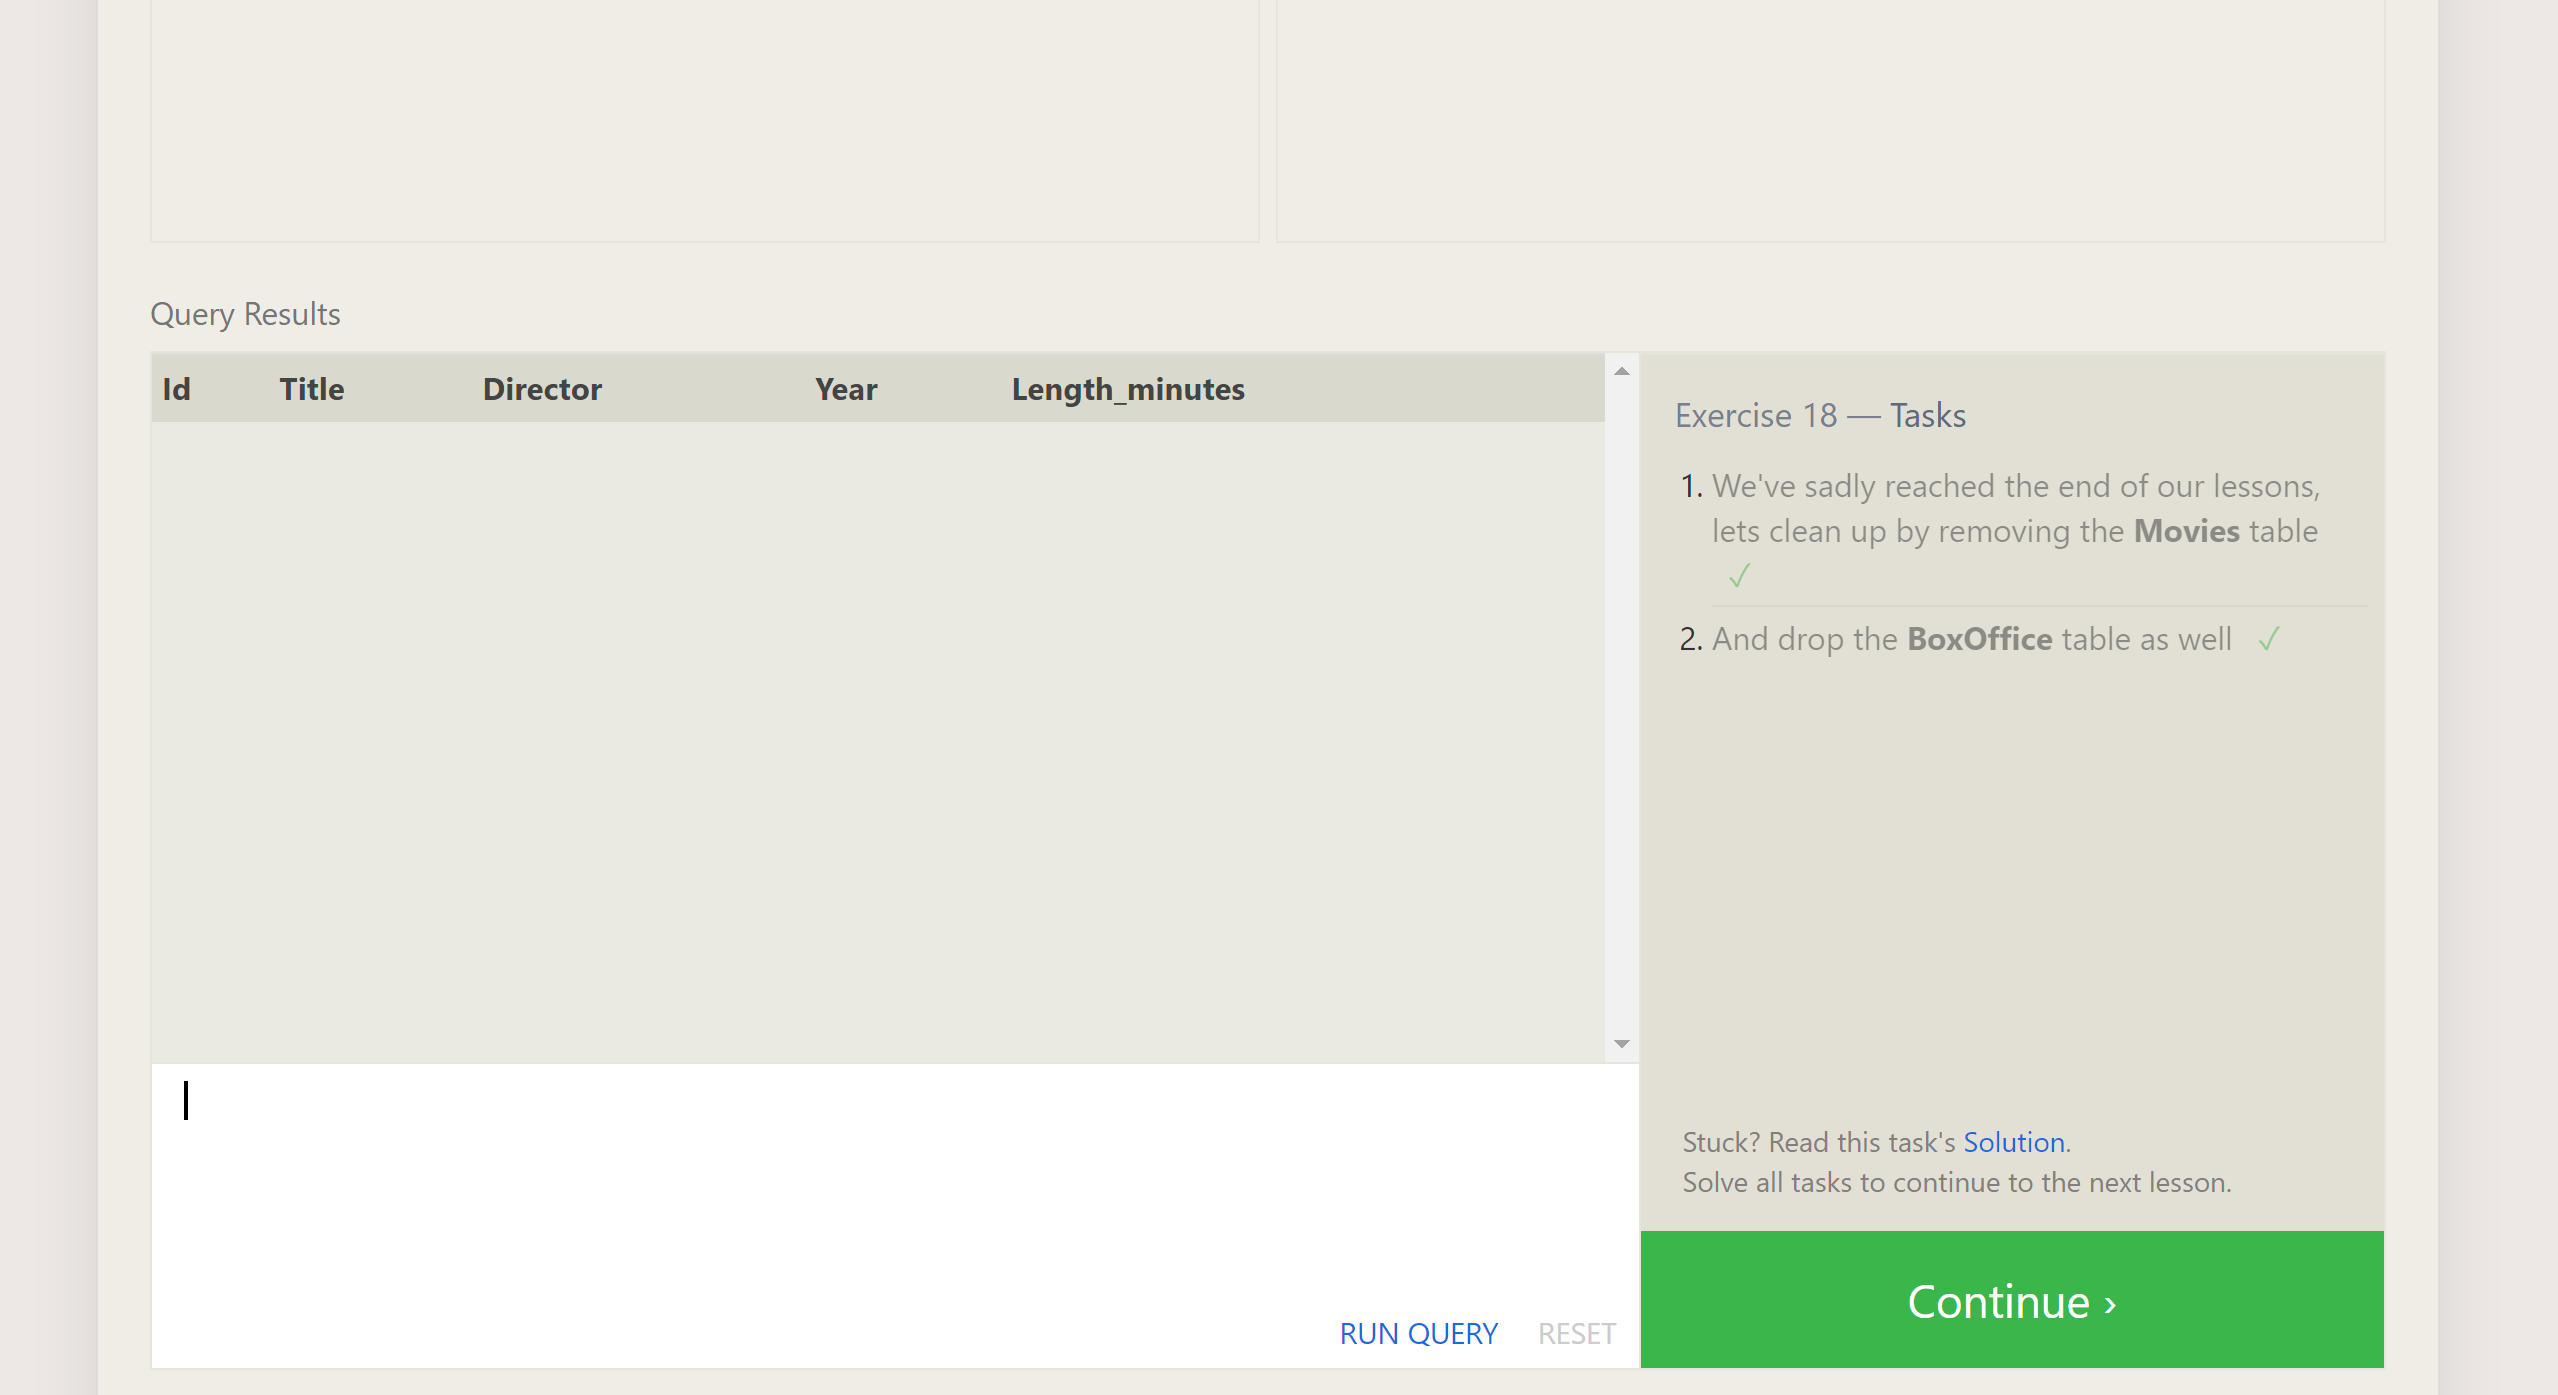 Query Results
Id Title Director Year Length_minutes
Exercise 18 — Tasks
1. We've sadly reached the end of our lessons,
lets clean up by removing the Movies table
✓
2. And drop the BoxOffice table as well ✓
Stuck? Read this task's Solution.
Solve all tasks to continue to the next lesson.
RUN QUERY RESET
Continue ›